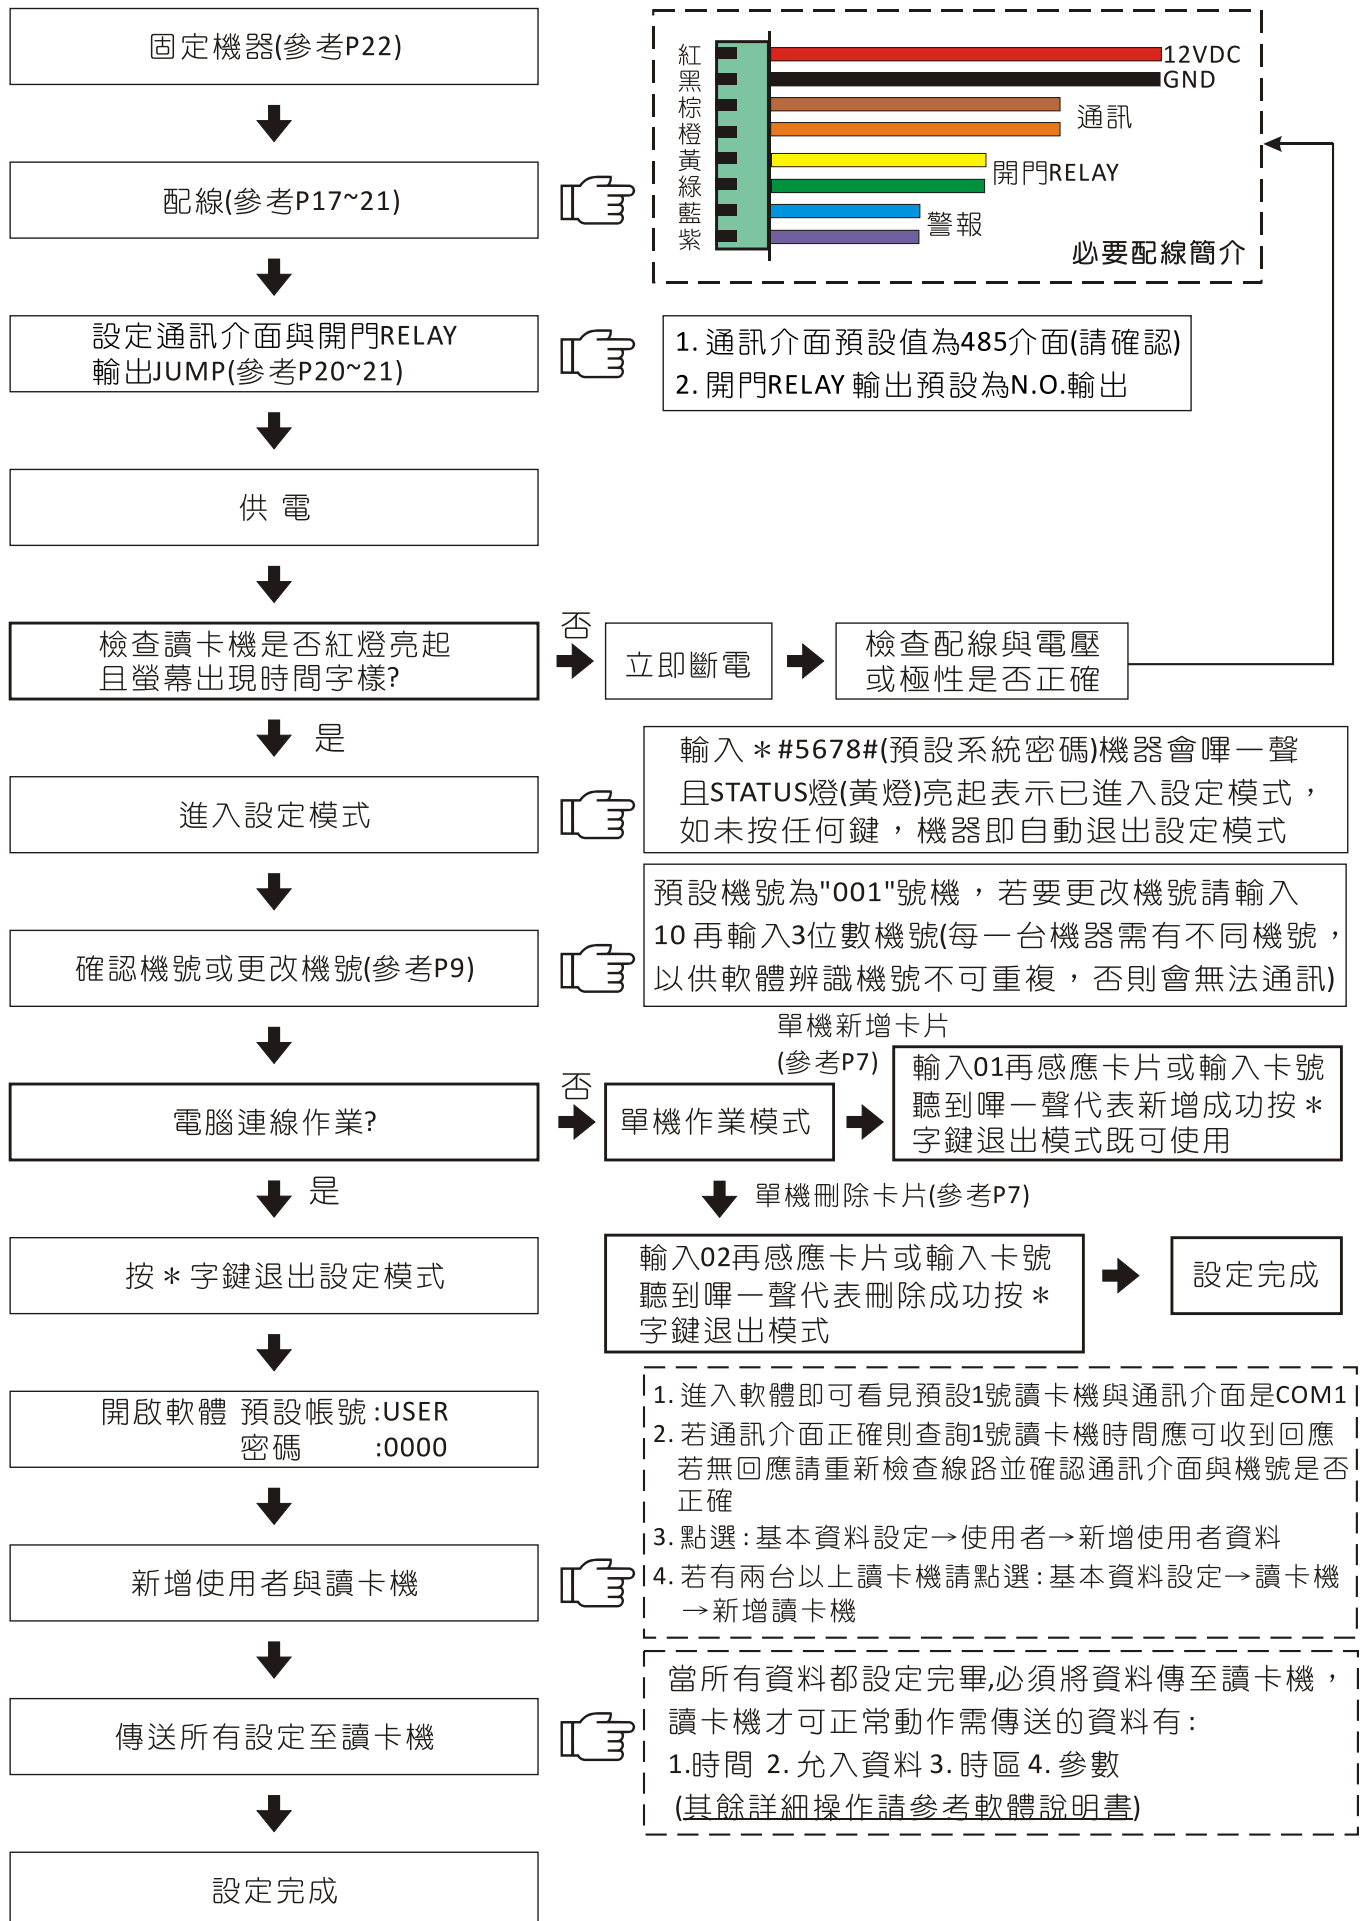 固定機器(參考P22)
紅
黑
棕
橙
黃
綠
藍
紫
12VDC
GND
通訊
開門RELAY
警報
必要配線簡介
配線(參考P17~21)
設定通訊介面與開門RELAY
輸出JUMP(參考P20~21)
1. 通訊介面預設值為485介面(請確認)
2. 開門RELAY 輸出預設為N.O.輸出
供 電
檢查讀卡機是否紅燈亮起
且螢幕出現時間字樣?
否
立即斷電
檢查配線與電壓
或極性是否正確
是
進入設定模式
輸入＊#5678#(預設系統密碼)機器會嗶一聲
且STATUS燈(黃燈)亮起表示已進入設定模式，
如未按任何鍵，機器即自動退出設定模式
確認機號或更改機號(參考P9)
預設機號為"001"號機，若要更改機號請輸入
10 再輸入3位數機號(每一台機器需有不同機號，
以供軟體辨識機號不可重複，否則會無法通訊)
電腦連線作業?
否
單機作業模式
單機新增卡片
(參考P7)
輸入01再感應卡片或輸入卡號
聽到嗶一聲代表新增成功按＊
字鍵退出模式既可使用
是
單機刪除卡片(參考P7)
按＊字鍵退出設定模式
輸入02再感應卡片或輸入卡號
聽到嗶一聲代表刪除成功按＊
字鍵退出模式
設定完成
開啟軟體 預設帳號:USER
密碼 :0000
新增使用者與讀卡機
1. 進入軟體即可看見預設1號讀卡機與通訊介面是COM1
2. 若通訊介面正確則查詢1號讀卡機時間應可收到回應
若無回應請重新檢查線路並確認通訊介面與機號是否
正確
3. 點選:基本資料設定→使用者→新增使用者資料
4. 若有兩台以上讀卡機請點選:基本資料設定→讀卡機
→新增讀卡機
傳送所有設定至讀卡機
當所有資料都設定完畢,必須將資料傳至讀卡機，
讀卡機才可正常動作需傳送的資料有:
1.時間 2. 允入資料 3. 時區 4. 參數
(其餘詳細操作請參考軟體說明書)
設定完成